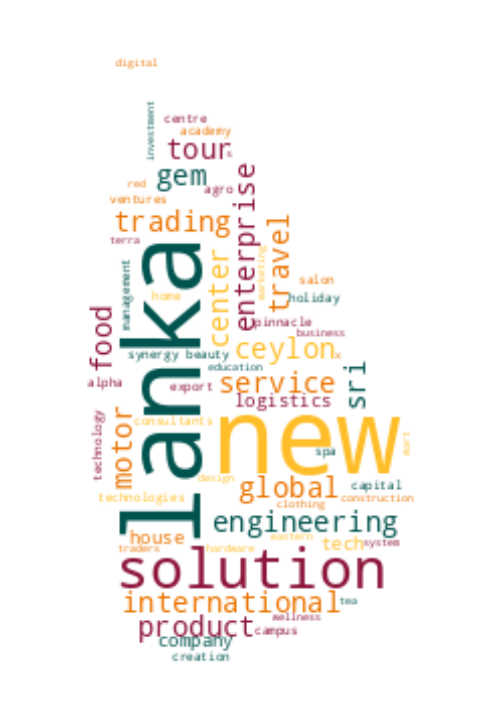 digital
investment
centre
academy
tour
s
gem
red
agro
ventures
enterprise
trading
travel
terra
lanka
center
marketing
management
salon
home
holiday
food
pinnacle
business
synergy
beauty
ceylon
x
education
alpha
export
service
sri
logistics
motor
technology
consultants
new
mart
spa
design
global
capital
technologies
construction
clothing
engineering
house
eastern
tech
system
traders
hardware
solution
international
tea
product
wellness
campus
company
creation